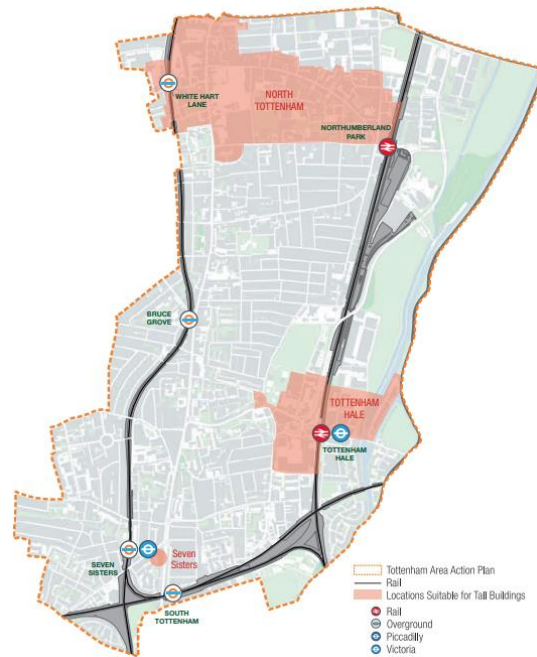 WHITE HART
LANE
NORTH
TOTTENHAM
NORTHUMBERLAND
PARK
BRUCE
GROVE
TOTTENHAM
HALE
TOTTENHAM
HALE
Seven
Sisters
SEVEN
SISTERS
SOUTH
TOTTENHAM
Tottenham Area Action Plan
Rail
Locations Suitable for Tall Buildings
Rail
Overground
Piccadilly
Victoria